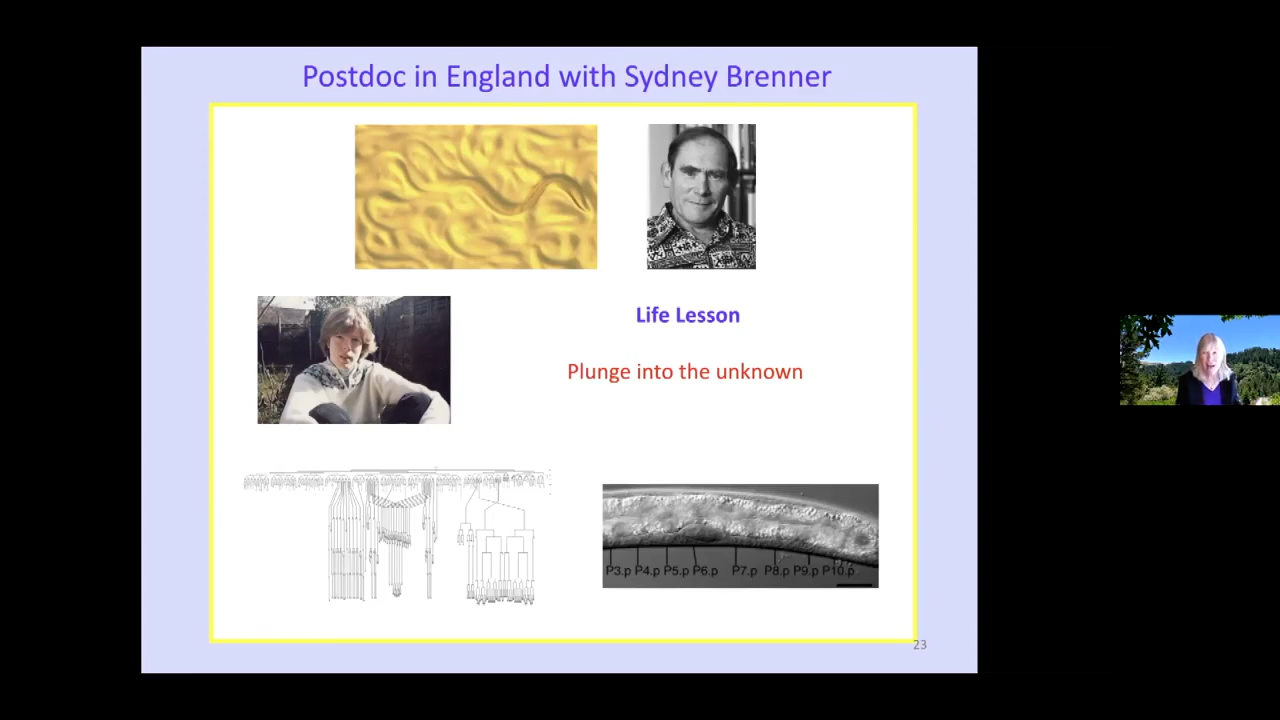 Postdoc in England with Sydney Brenner
Life Lesson
Plunge into the unknown
P3.p P4.p P5.p P6.p P7.p P8.p P9.p P10.p
23